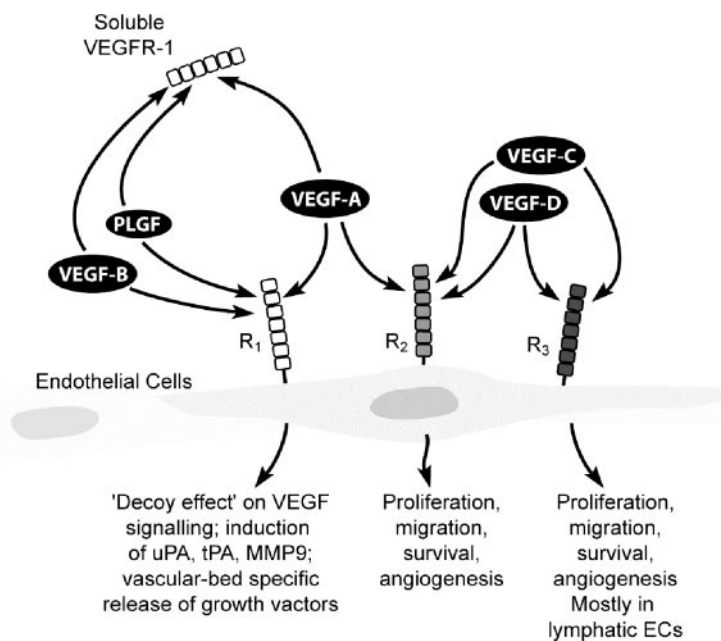 Soluble
VEGFR-1
VEGF-C
VEGF-A
VEGF-D
PLGF
VEGF-B
R1
R2
R3
Endothelial Cells
'Decoy effect' on VEGF
signalling; induction
of uPA, tPA, MMP9;
vascular-bed specific
release of growth vactors
Proliferation,
migration,
survival,
angiogenesis
Proliferation,
migration,
survival,
angiogenesis
Mostly in
lymphatic ECs